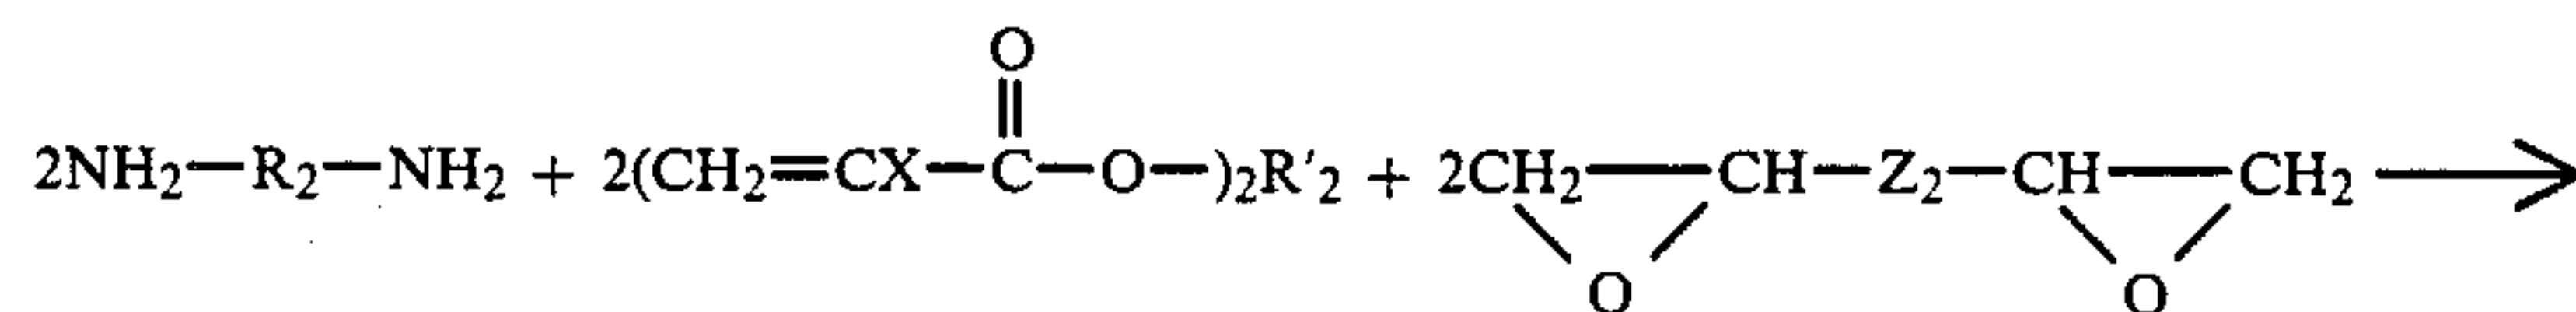 O
2NH₂—R₂—NH₂ + 2(CH₂=CX—C—O—)₂R'₂ + 2CH₂—CH—Z₂—CH—CH₂ →
O O